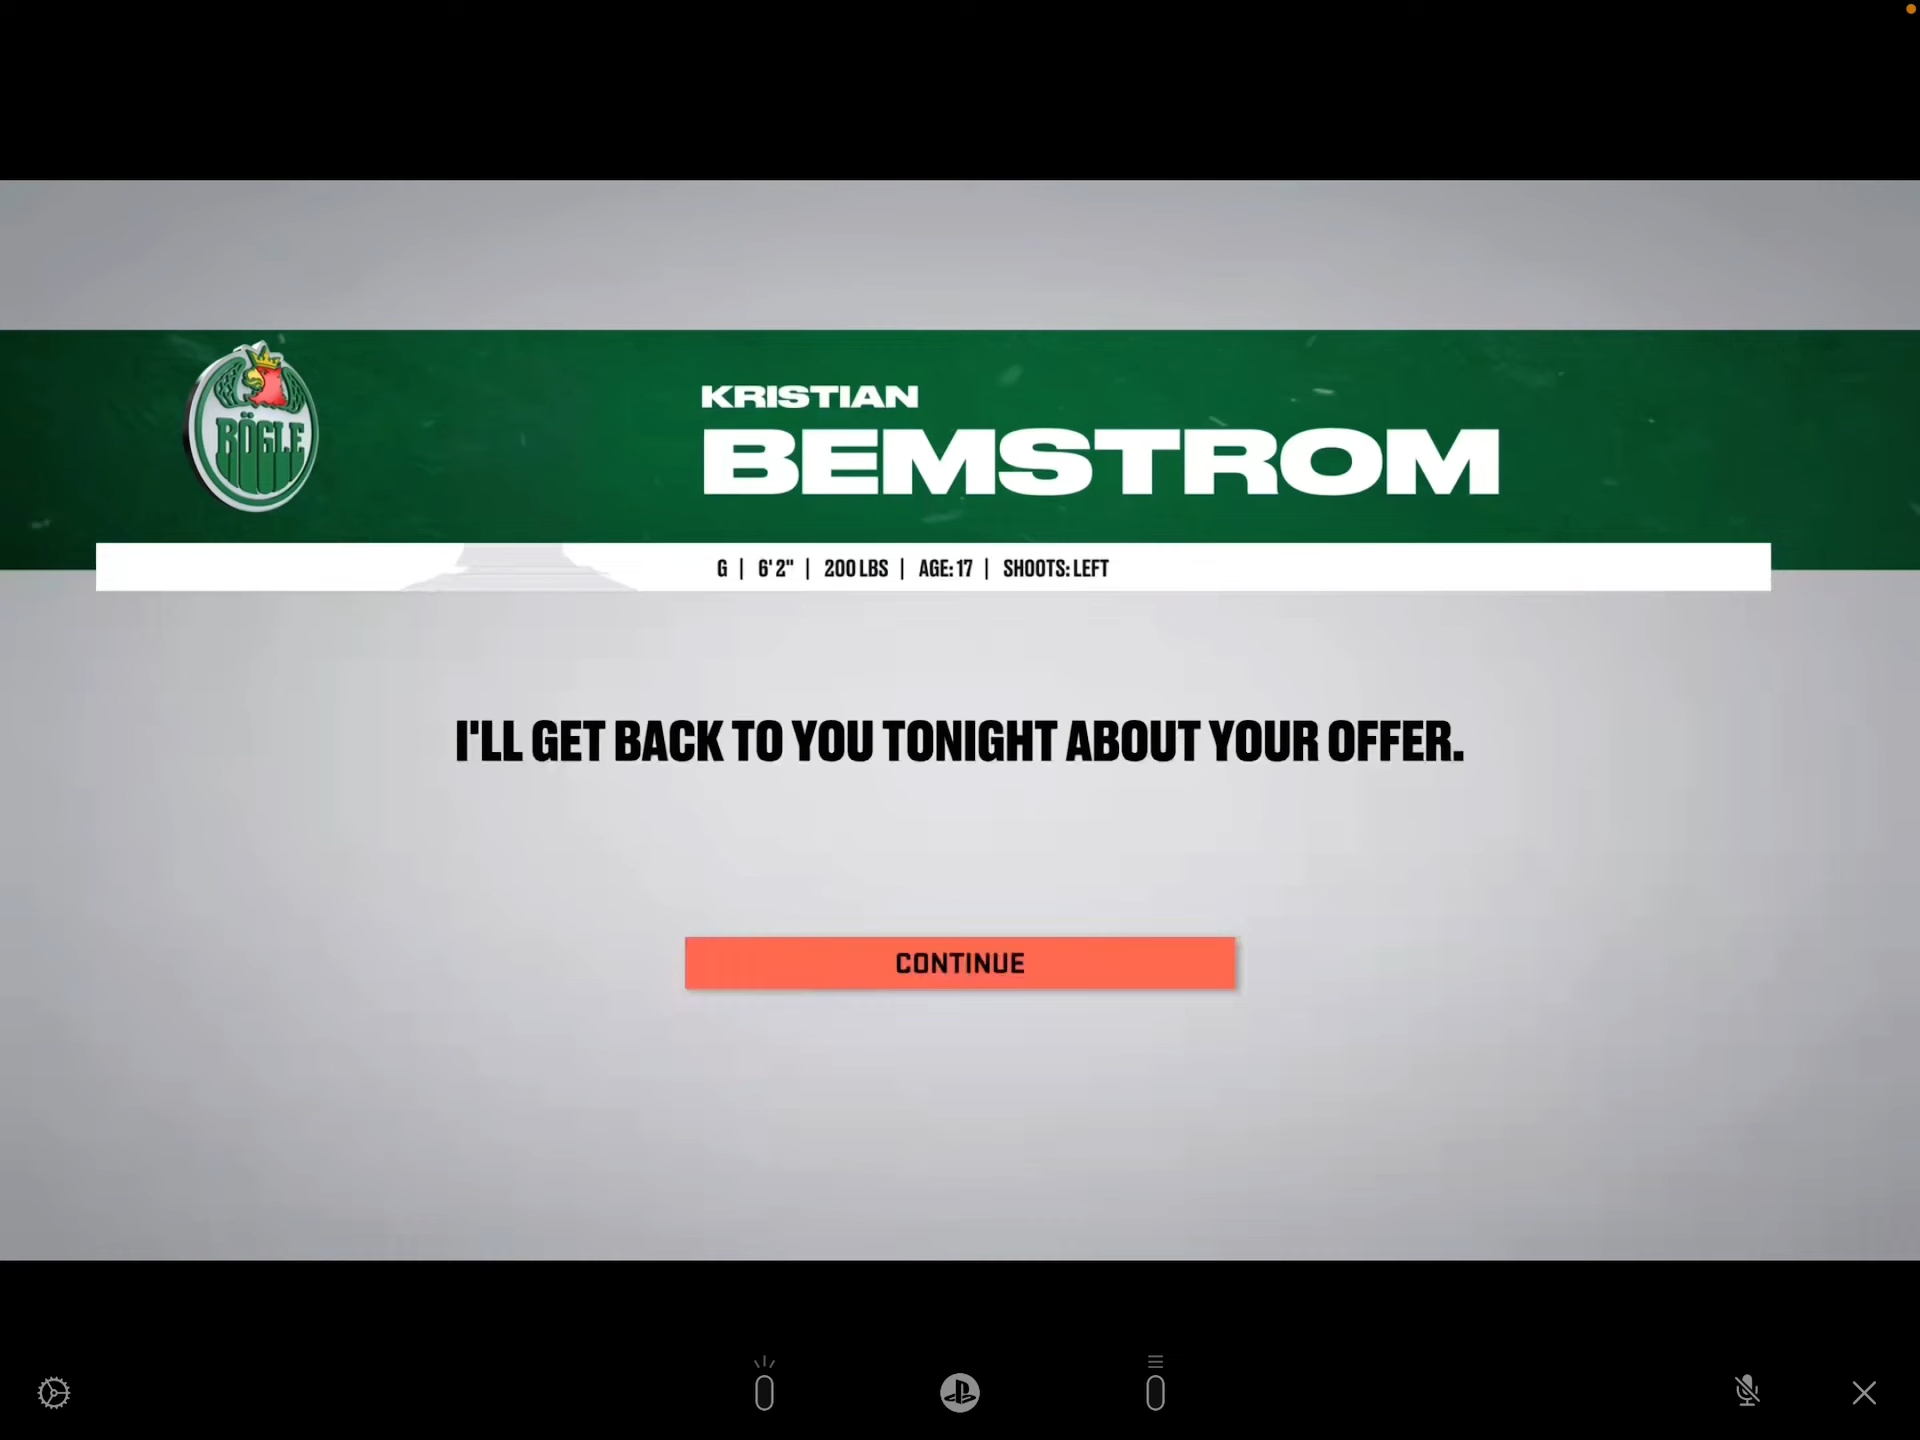 RÖGLE
KRISTIAN
BEMSTROM
G | 6'2" | 200 LBS | AGE: 17 | SHOOTS: LEFT
I'LL GET BACK TO YOU TONIGHT ABOUT YOUR OFFER.
CONTINUE